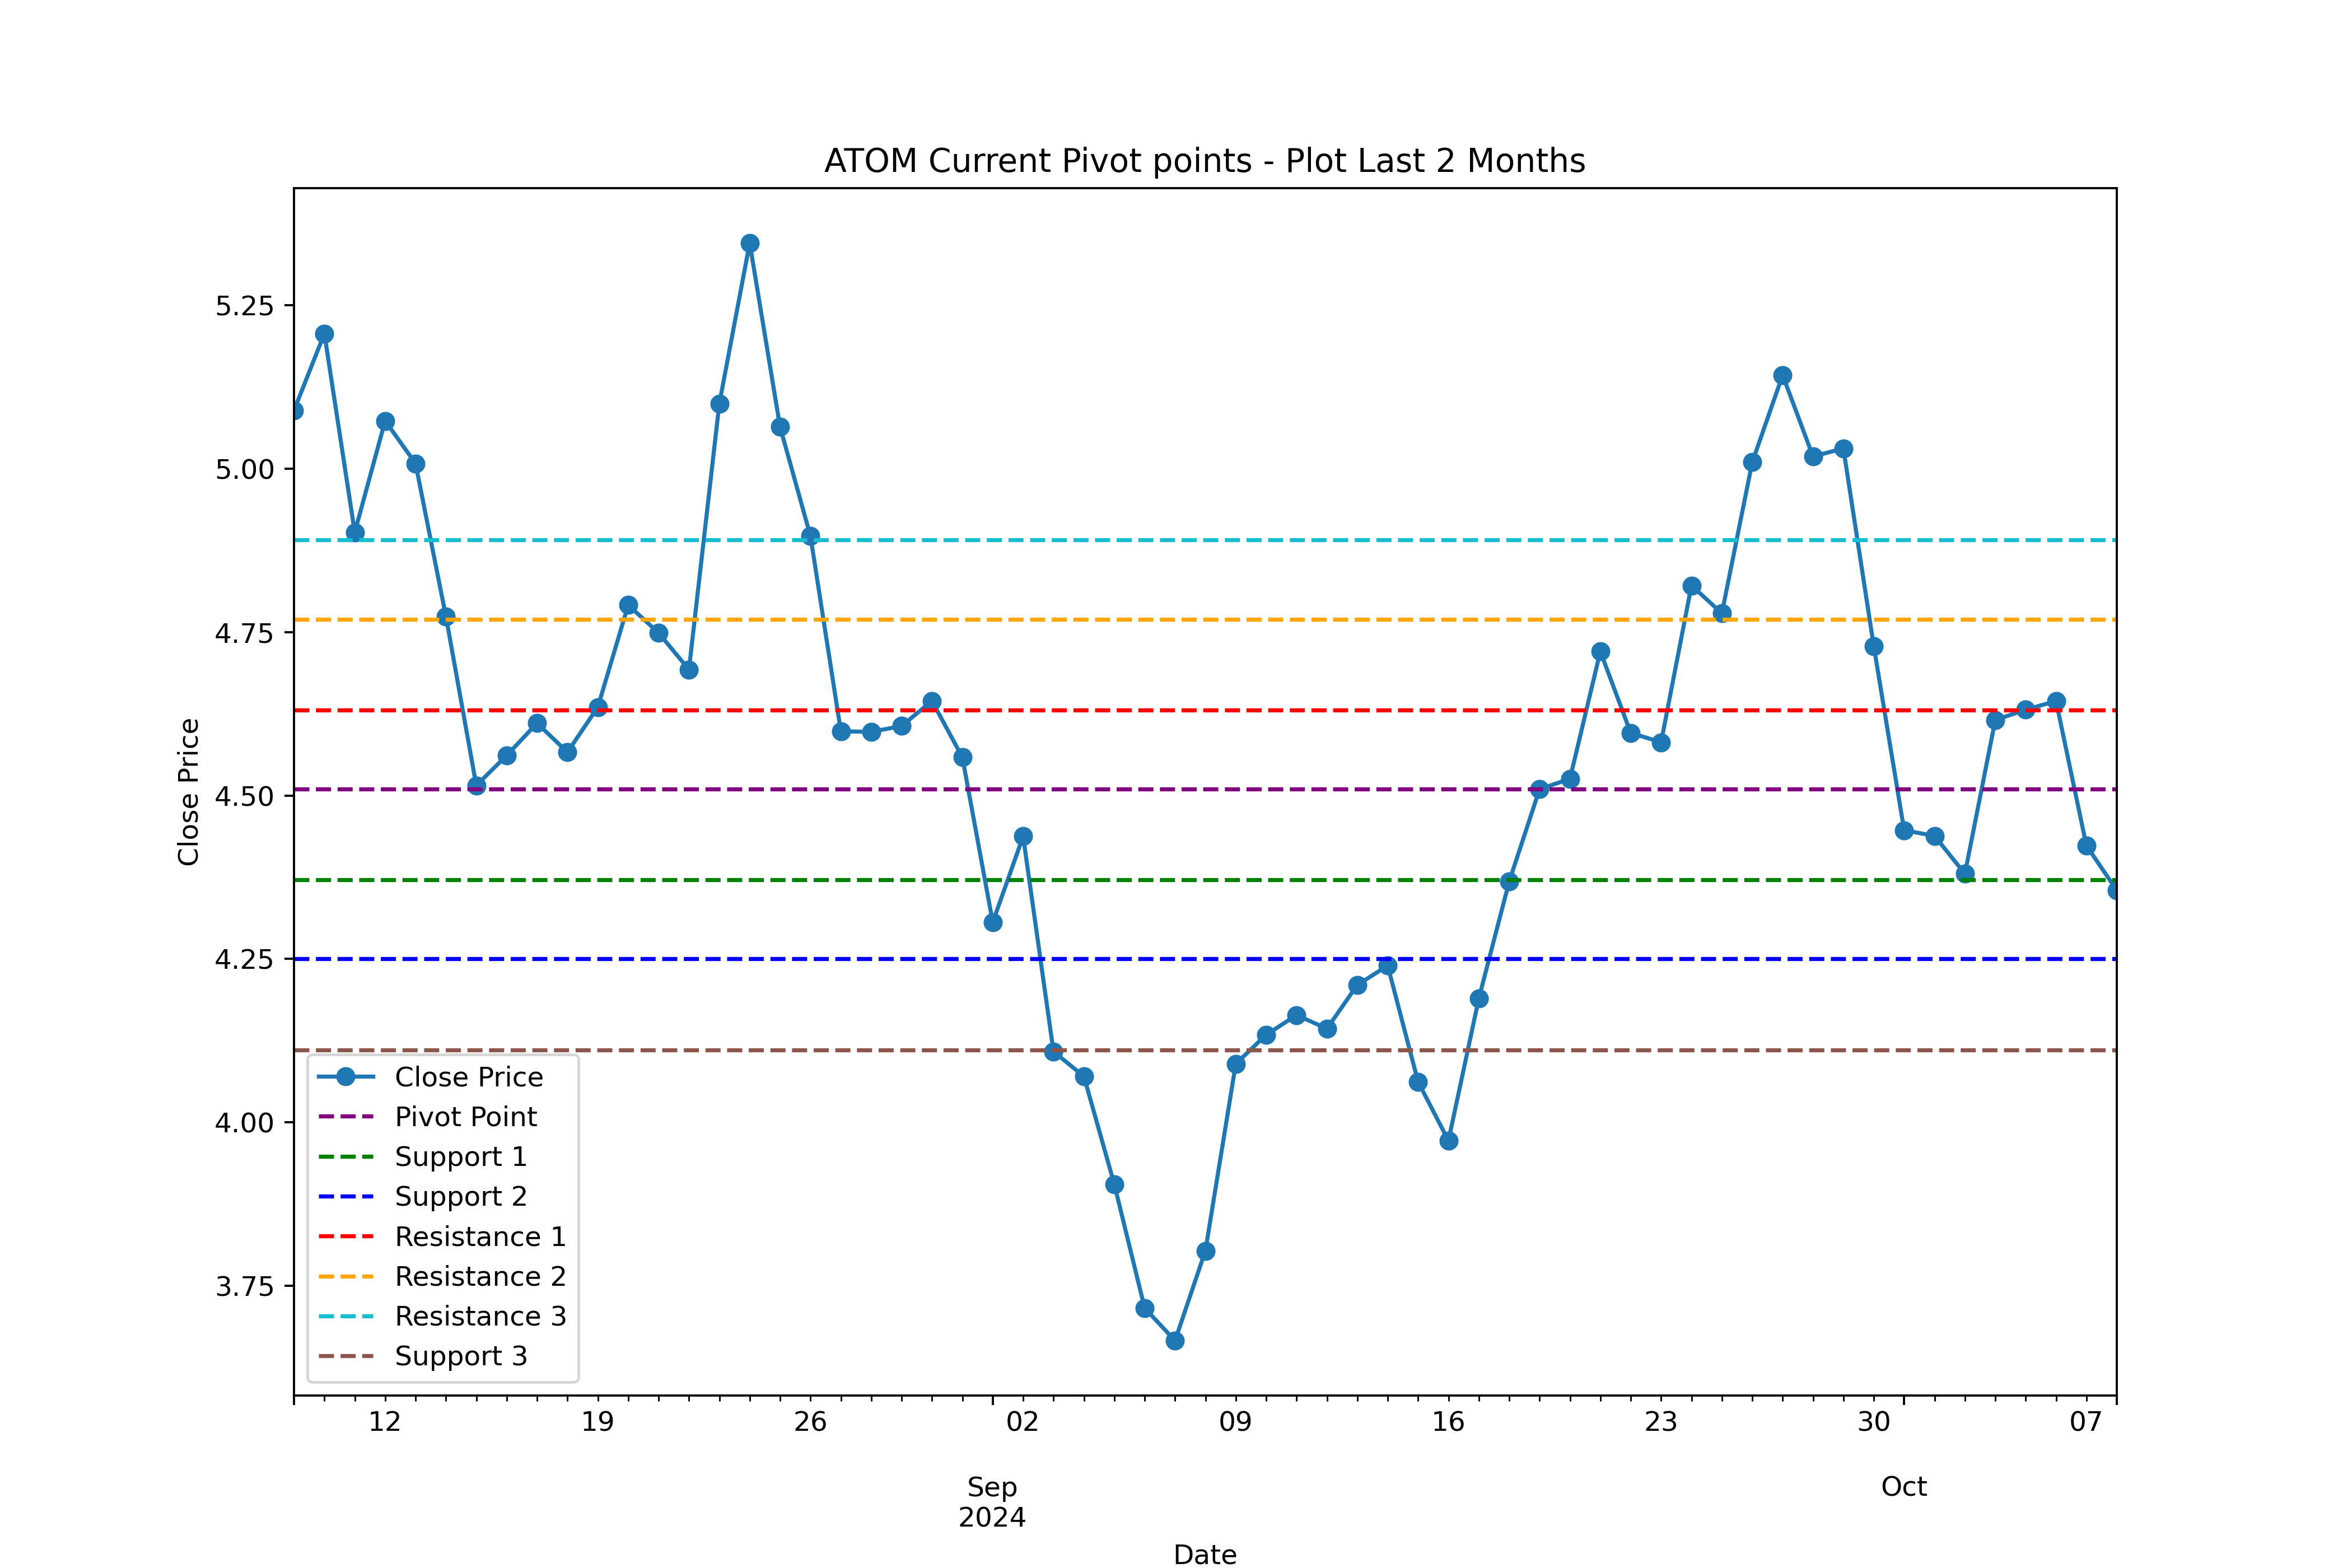 ATOM Current Pivot points - Plot Last 2 Months
5.25
5.00
4.75
4.50
4.25
4.00
3.75
Close Price
Close Price
Pivot Point
Support 1
Support 2
Resistance 1
Resistance 2
Resistance 3
Support 3
12 19 26 02 09 16 23 30 07
Sep Oct
2024
Date